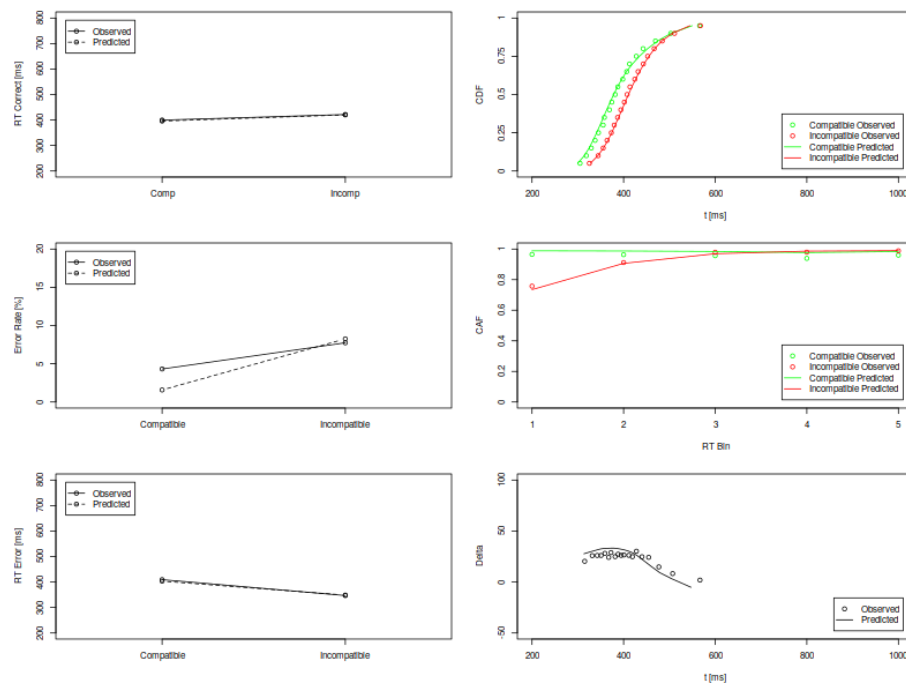 RT Correct [ms]
800
700
600
500
400
300
200
Observed
Predicted
Comp
Incomp
CDF
1
0.75
0.5
0.25
0
Compatible Observed
Incompatible Observed
Compatible Predicted
Incompatible Predicted
200
400
600
800
1000
t [ms]
Error Rate [%]
20
15
10
5
0
Observed
Predicted
Compatible
Incompatible
CAF
1
0.8
0.6
0.4
0.2
0
Compatible Observed
Incompatible Observed
Compatible Predicted
Incompatible Predicted
1
2
3
4
5
RT Bin
RT Error [ms]
800
700
600
500
400
300
200
Observed
Predicted
Compatible
Incompatible
Delta
100
50
0
-50
Observed
Predicted
200
400
600
800
1000
t [ms]